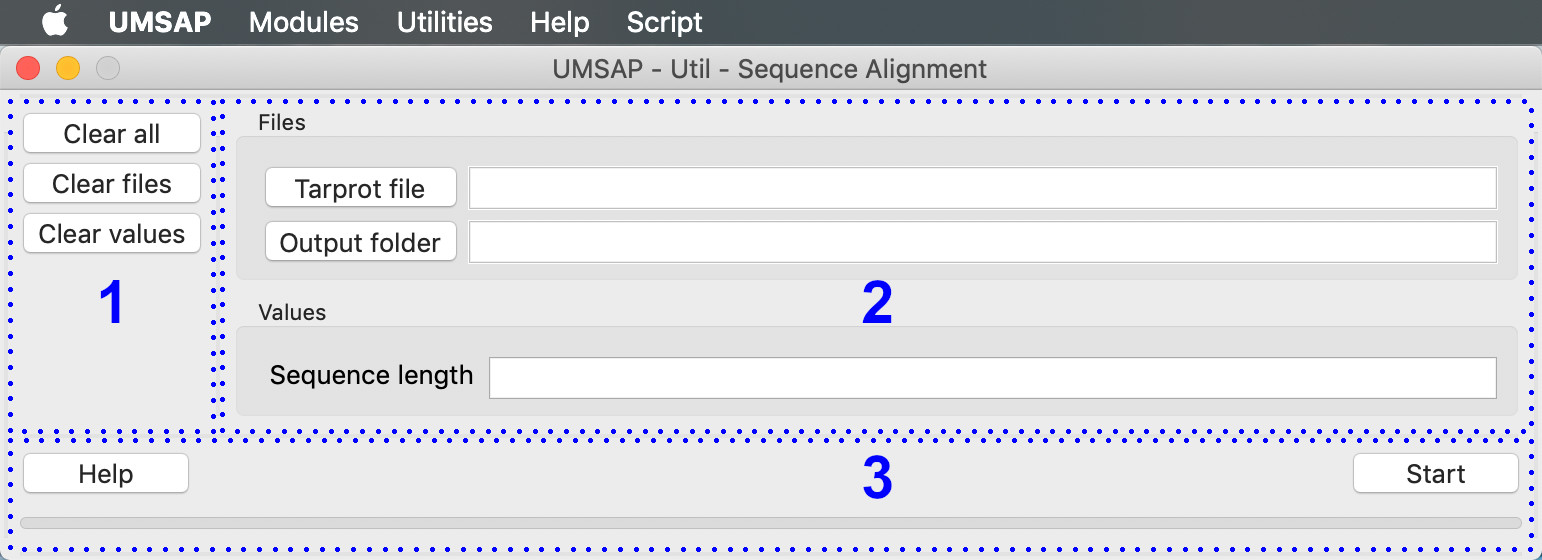 UMSAP Modules Utilities Help Script
UMSAP - Util - Sequence Alignment
Clear all
Clear files
Clear values
1
Files
Tarprot file
Output folder
2
Values
Sequence length
Help
3
Start